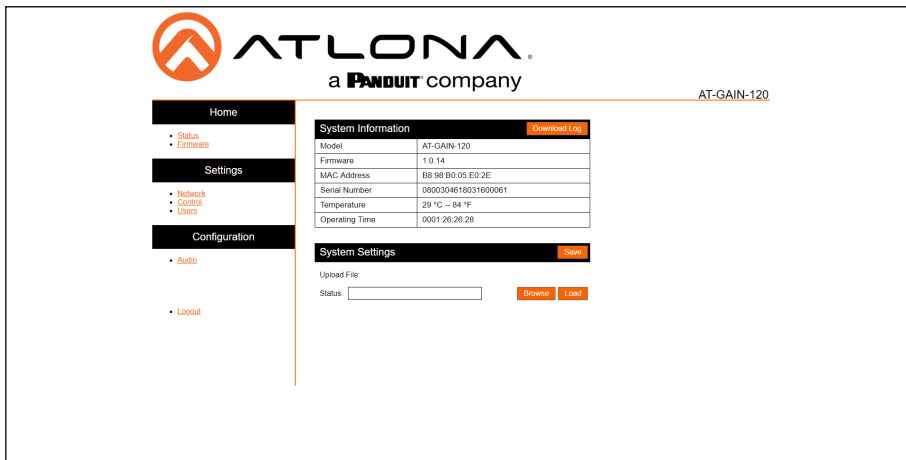 ATLONA.
a PANDUIT company
AT-GAIN-120
Home
Status
Firmware
Settings
Network
Control
Users
Configuration
Audio
Logout
System Information Download Log
Model AT-GAIN-120
Firmware 1.0.14
MAC Address B8:98:B0:05:E0:2E
Serial Number 0800304618031600061
Temperature 29 °C -- 84 °F
Operating Time 0001:26:26:28
System Settings Save
Upload File:
Status: Browse Load